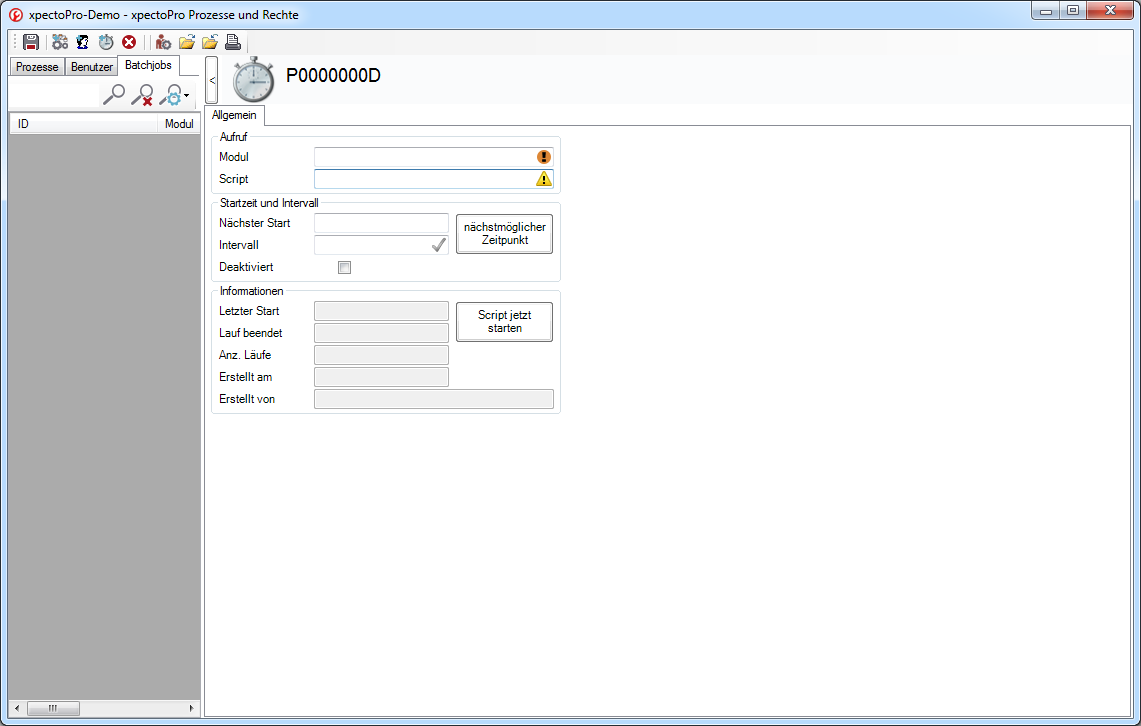 xpectoPro-Demo - xpectoPro Prozesse und Rechte
Prozesse Benutzer Batchjobs
<
P0000000D
ID Modul
Allgemein
Aufruf
Modul
Script
Startzeit und Intervall
Nächster Start
nächstmöglicher
Zeitpunkt
Intervall
Deaktiviert
Informationen
Letzter Start
Script jetzt
starten
Lauf beendet
Anz. Läufe
Erstellt am
Erstellt von